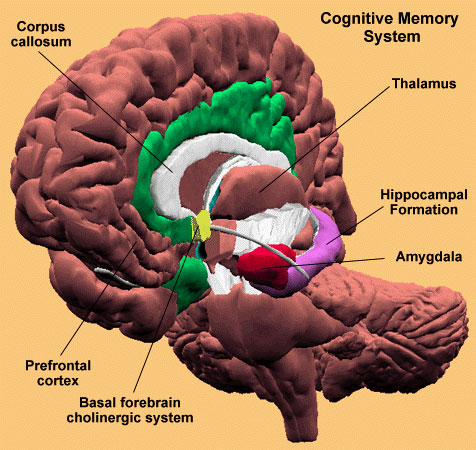 Cognitive Memory
System
Corpus
callosum
Thalamus
Hippocampal
Formation
Amygdala
Prefrontal
cortex
Basal forebrain
cholinergic system